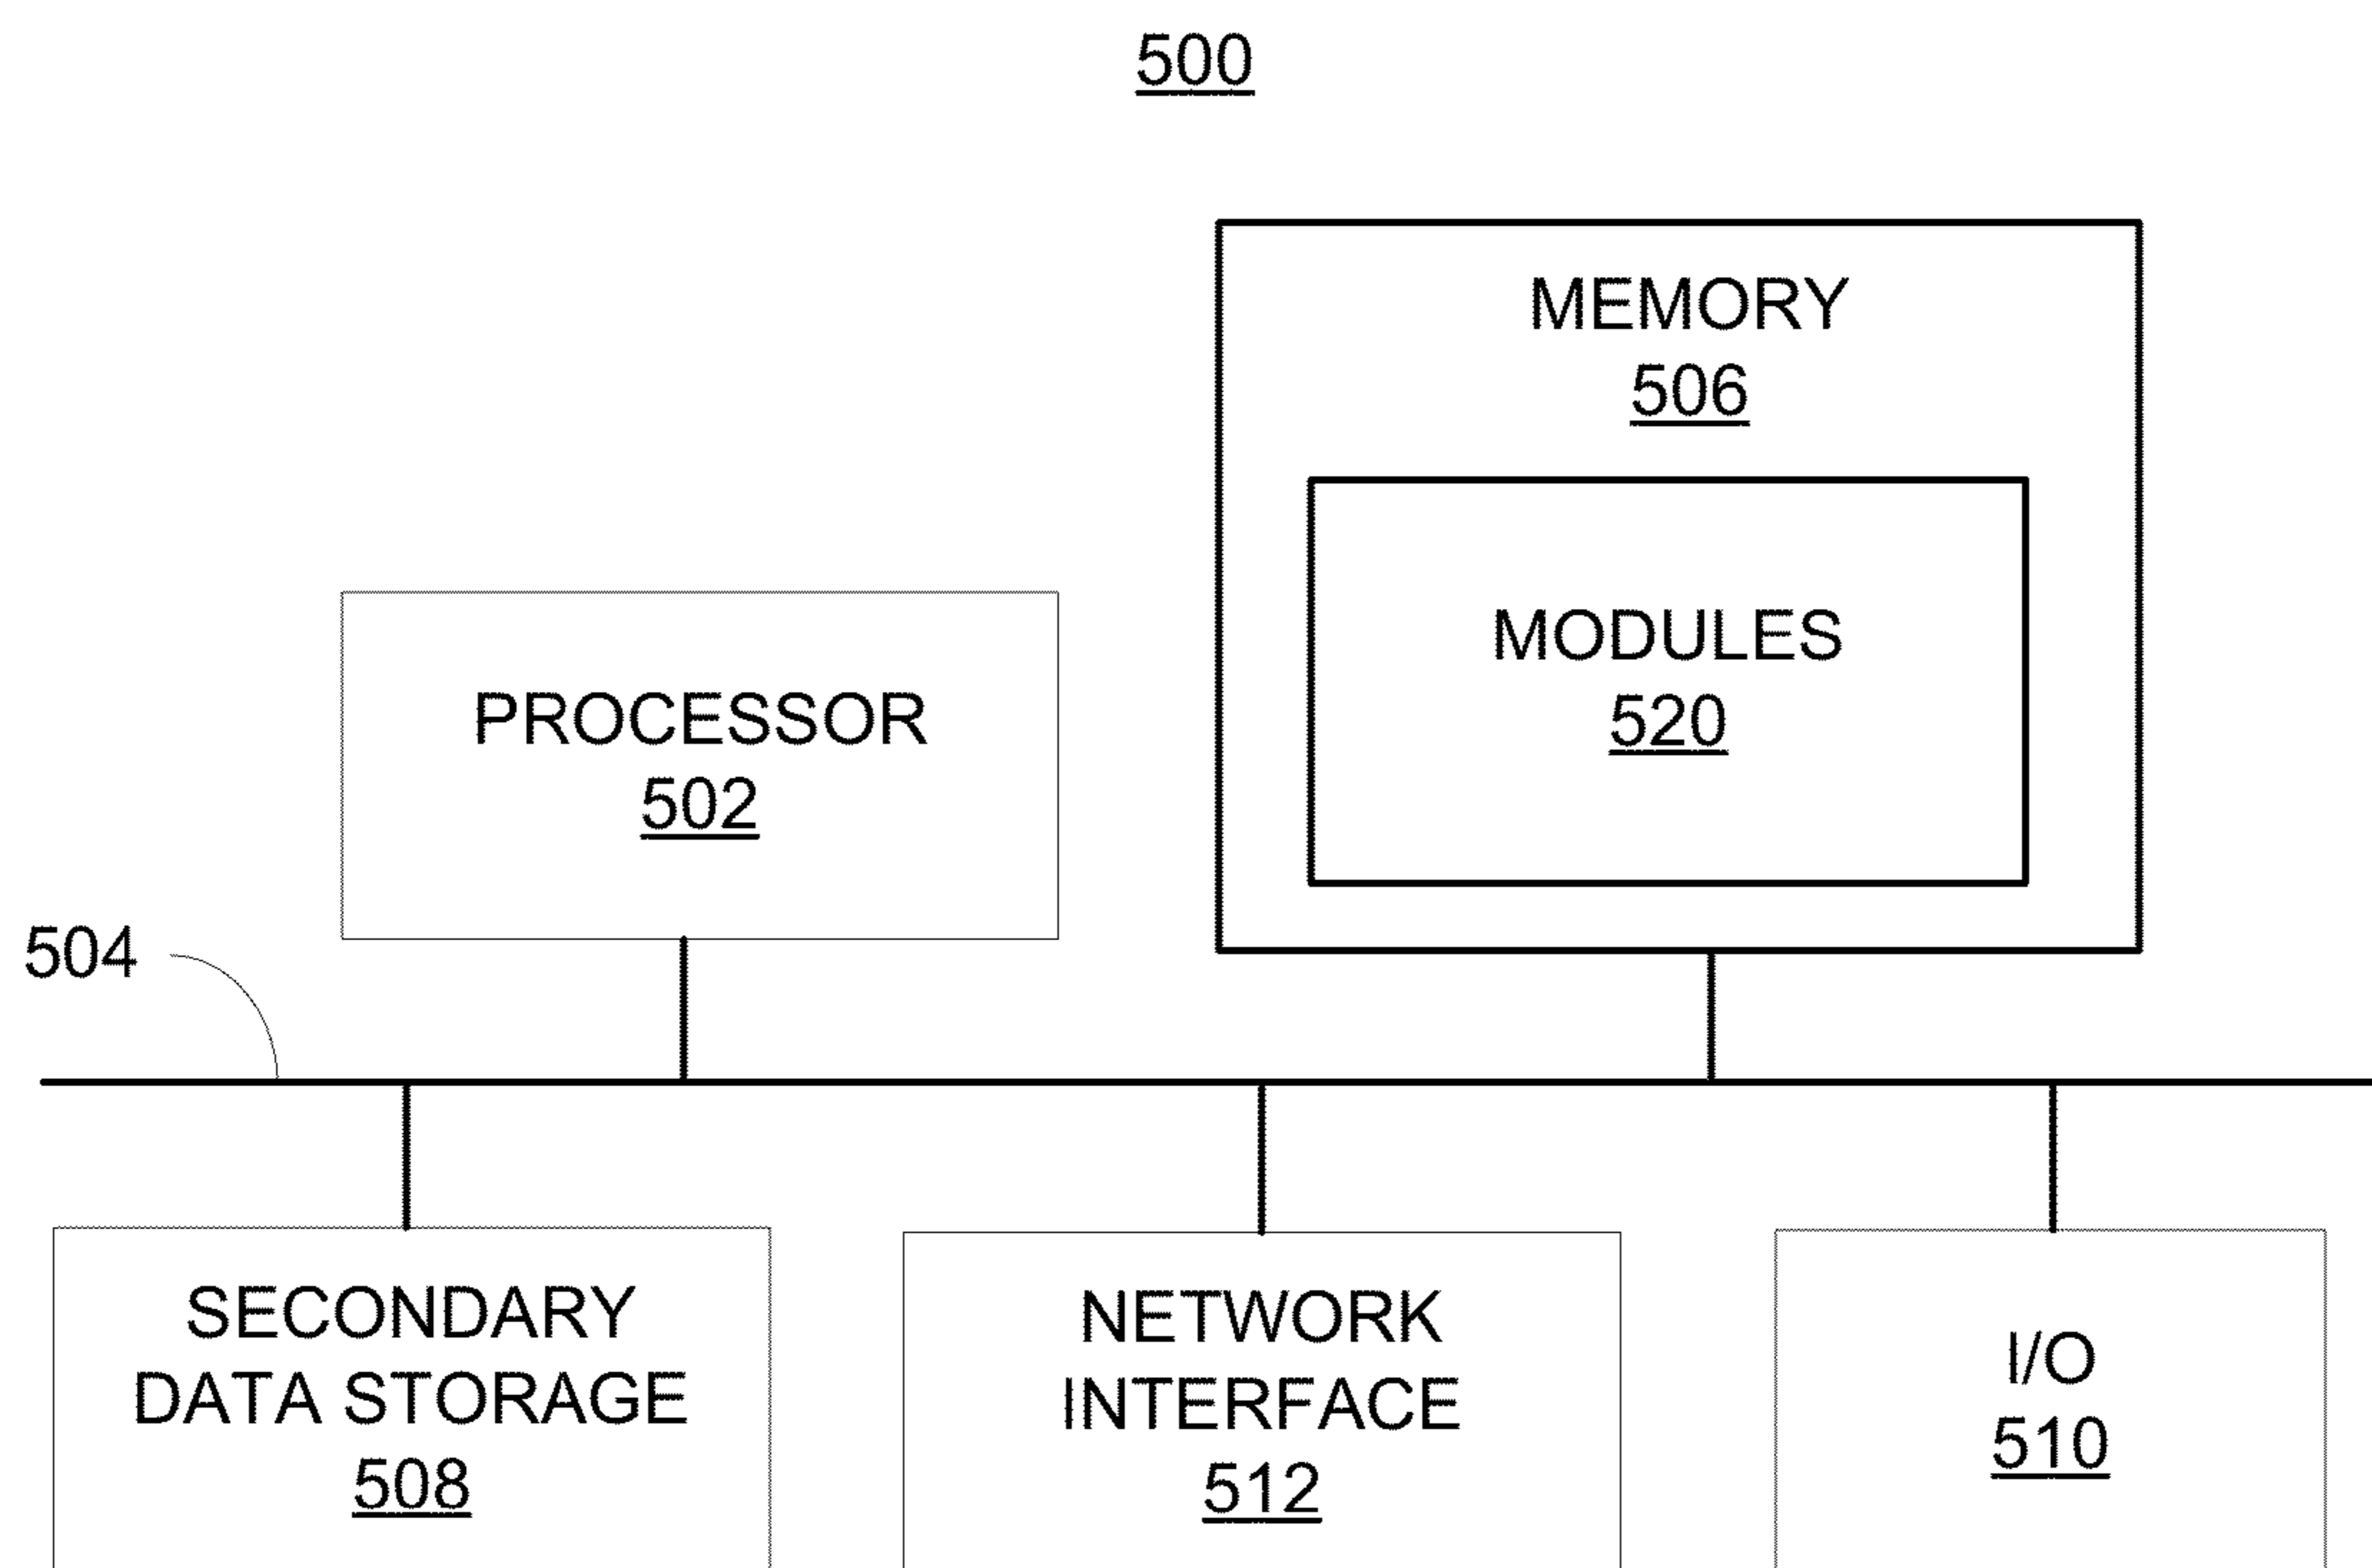 500
MEMORY
506
MODULES
520
PROCESSOR
502
504
SECONDARY
DATA STORAGE
508
NETWORK
INTERFACE
512
I/O
510